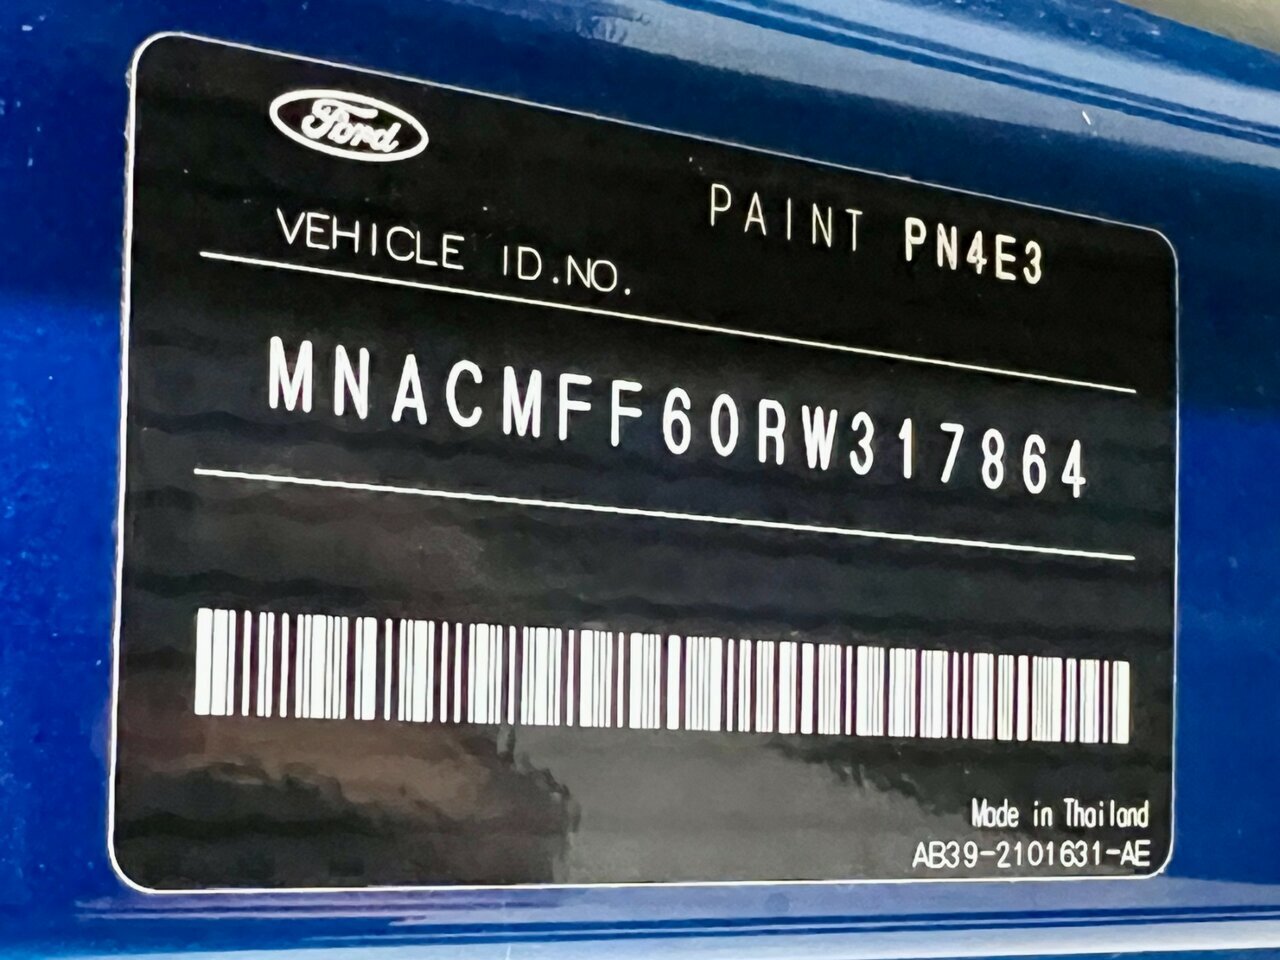 Ford
PAINT PN4E3
VEHICLE ID.NO.
MNACMFF60RW317864
Made in Thailand
AB39-2101631-AE